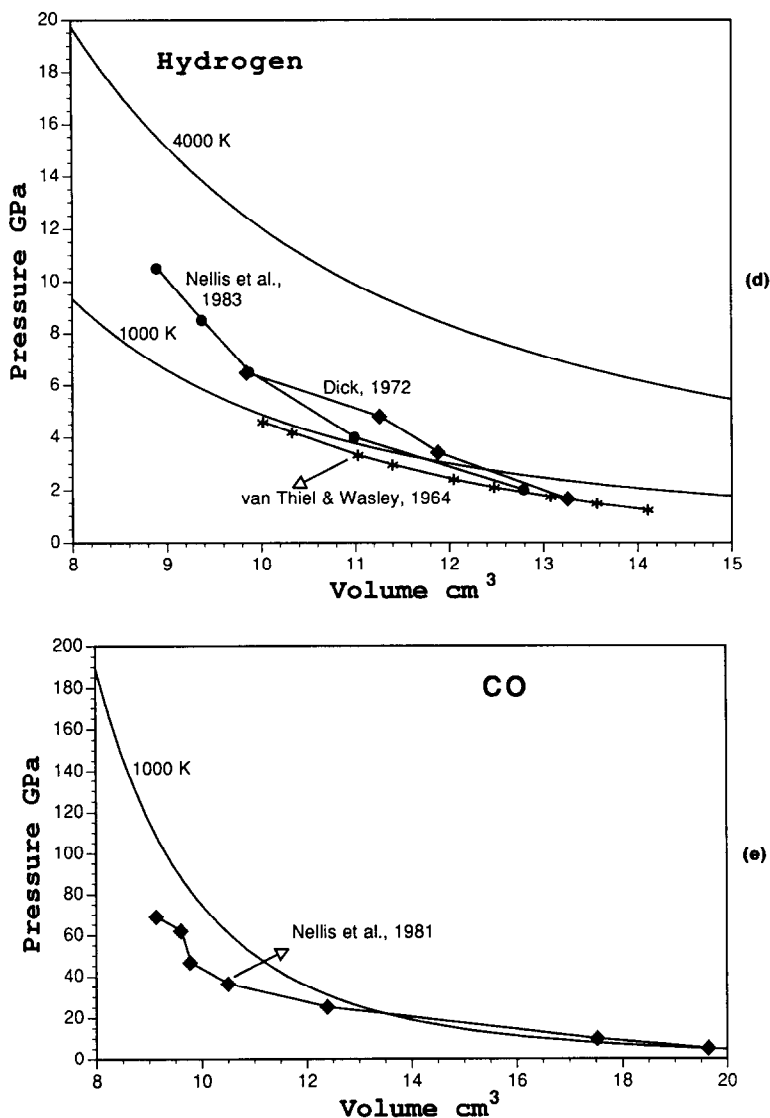 20
18
16
14
12
10
8
6
4
2
0
Pressure GPa
Hydrogen
4000 K
Nellis et al.,
1983
1000 K
Dick, 1972
van Thiel & Wasley, 1964
(d)
8 9 10 11 12 13 14 15
Volume cm³
200
180
160
140
120
100
80
60
40
20
0
Pressure GPa
CO
1000 K
Nellis et al., 1981
(e)
8 10 12 14 16 18 20
Volume cm³